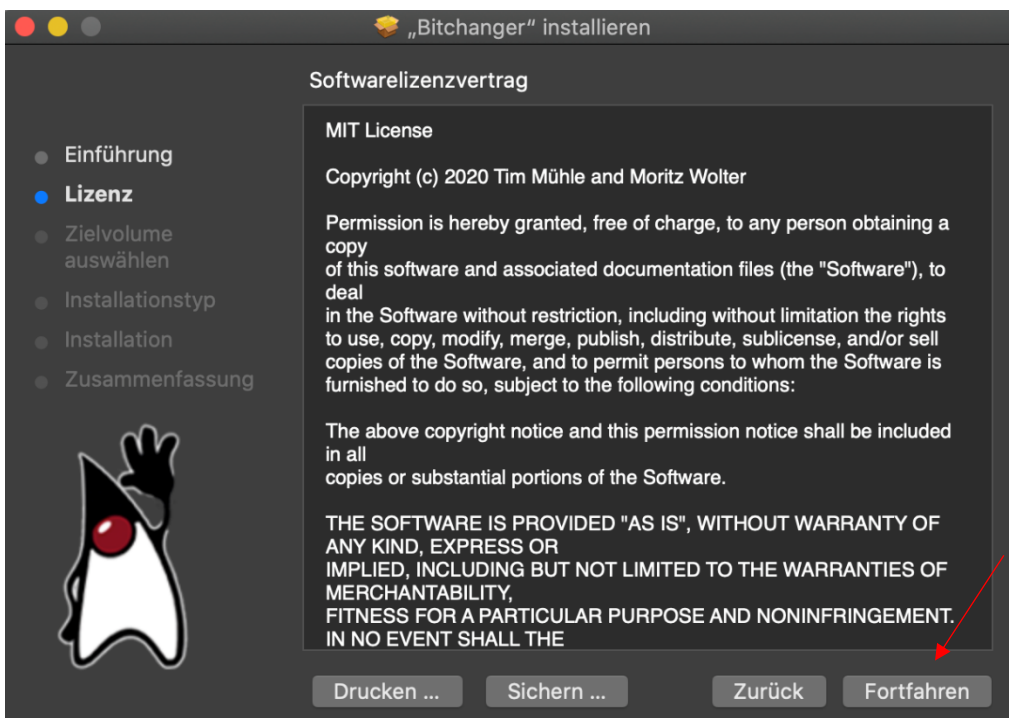 „Bitchanger“ installieren
Softwarelizenzvertrag
Einführung
Lizenz
Zielvolume
auswählen
Installationstyp
Installation
Zusammenfassung
MIT License
Copyright (c) 2020 Tim Mühle and Moritz Wolter
Permission is hereby granted, free of charge, to any person obtaining a
copy
of this software and associated documentation files (the "Software"), to
deal
in the Software without restriction, including without limitation the rights
to use, copy, modify, merge, publish, distribute, sublicense, and/or sell
copies of the Software, and to permit persons to whom the Software is
furnished to do so, subject to the following conditions:
The above copyright notice and this permission notice shall be included
in all
copies or substantial portions of the Software.
THE SOFTWARE IS PROVIDED "AS IS", WITHOUT WARRANTY OF
ANY KIND, EXPRESS OR
IMPLIED, INCLUDING BUT NOT LIMITED TO THE WARRANTIES OF
MERCHANTABILITY,
FITNESS FOR A PARTICULAR PURPOSE AND NONINFRINGEMENT.
IN NO EVENT SHALL THE
Drucken ...
Sichern ...
Zurück
Fortfahren